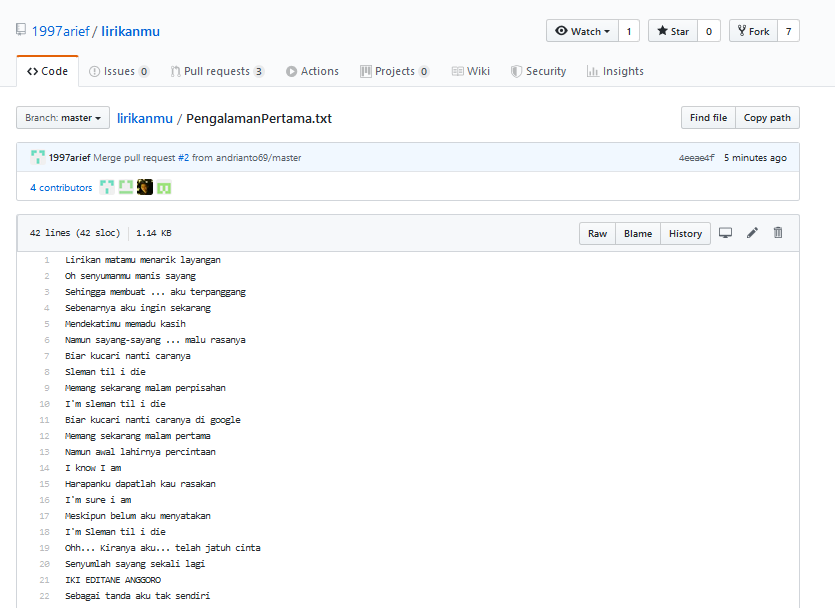 1997arief / lirikanmu Watch 1 Star 0 Fork 7
Code Issues 0 Pull requests 3 Actions Projects 0 Wiki Security Insights
Branch: master lirikanmu / PengalamanPertama.txt Find file Copy path
1997arief Merge pull request #2 from andrianto69/master 4eeae4f 5 minutes ago
4 contributors
42 lines (42 sloc) 1.14 KB Raw Blame History
1 Lirikan matamu menarik layangan
2 Oh senyumanmu manis sayang
3 Sehingga membuat ... aku terpanggang
4 Sebenarnya aku ingin sekarang
5 Mendekatimu memadu kasih
6 Namun sayang-sayang ... malu rasanya
7 Biar kucari nanti caranya
8 Sleman til i die
9 Memang sekarang malam perpisahan
10 I'm sleman til i die
11 Biar kucari nanti caranya di google
12 Memang sekarang malam pertama
13 Namun awal lahirnya percintaan
14 I know I am
15 Harapanku dapatlah kau rasakan
16 I'm sure i am
17 Meskipun belum aku menyatakan
18 I'm Sleman til i die
19 Ohh... Kiranya aku... telah jatuh cinta
20 Senyumlah sayang sekali lagi
21 IKI EDITANE ANGGORO
22 Sebagai tanda aku tak sendiri